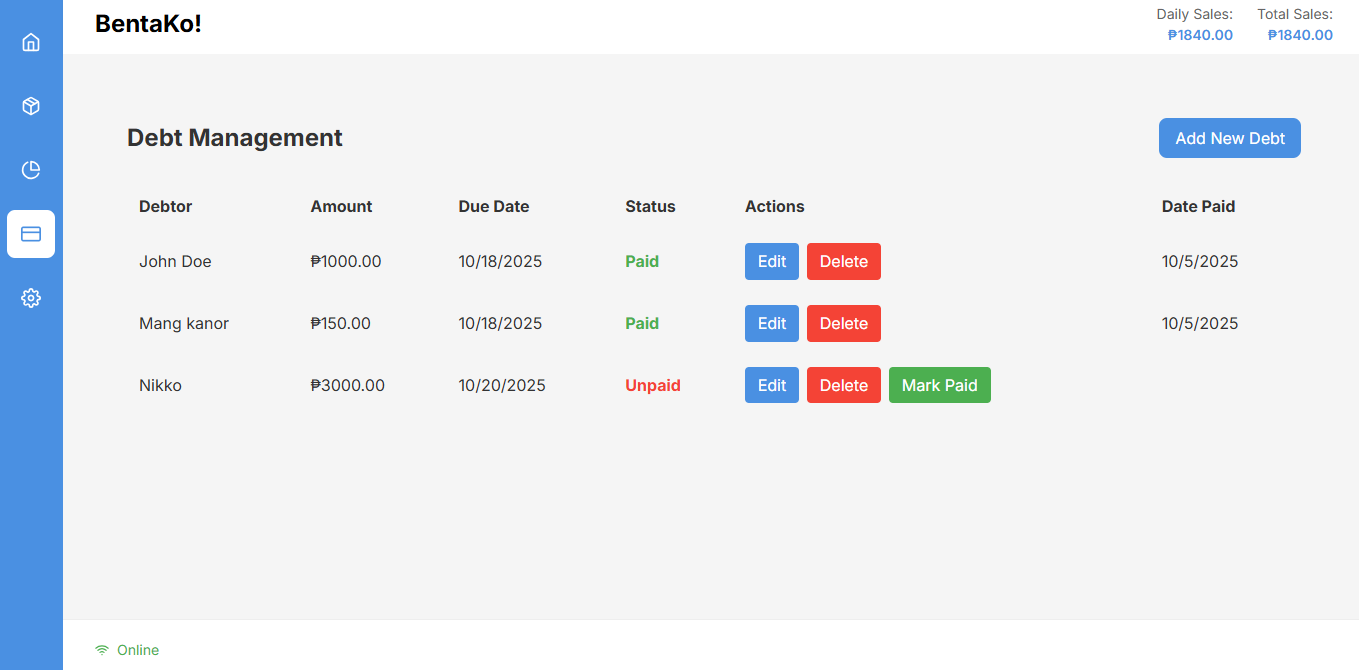 BentaKo!
Daily Sales: Total Sales:
₱1840.00 ₱1840.00
Debt Management
Add New Debt
Debtor Amount Due Date Status Actions Date Paid
John Doe ₱1000.00 10/18/2025 Paid Edit Delete 10/5/2025
Mang kanor ₱150.00 10/18/2025 Paid Edit Delete 10/5/2025
Nikko ₱3000.00 10/20/2025 Unpaid Edit Delete Mark Paid
Online